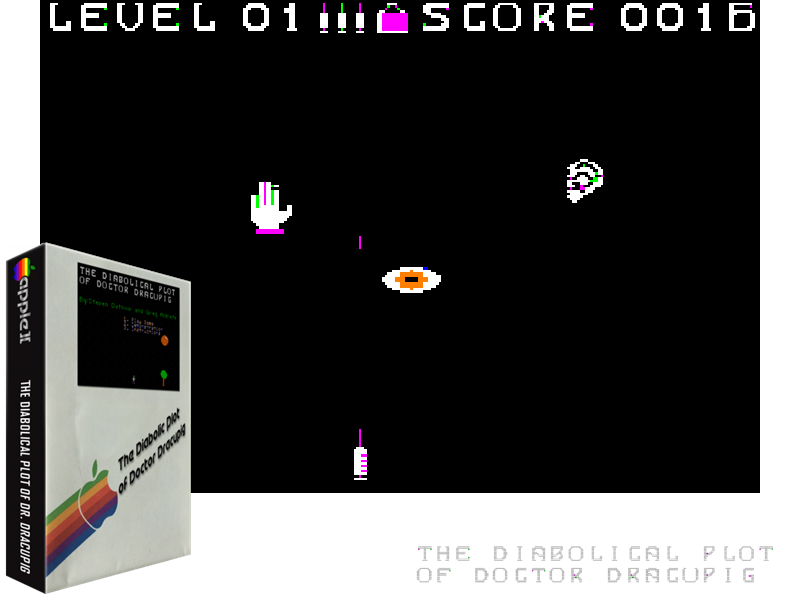 LEVEL 01 SCORE 0016
apple II
THE DIABOLICAL PLOT OF DR. DRACUPIG
THE DIABOLICAL PLOT
OF DOCTOR DRACUPIG
The Diabolic Plot
of Doctor Dracupig
THE DIABOLICAL PLOT
OF DOCTOR DRACUPIG